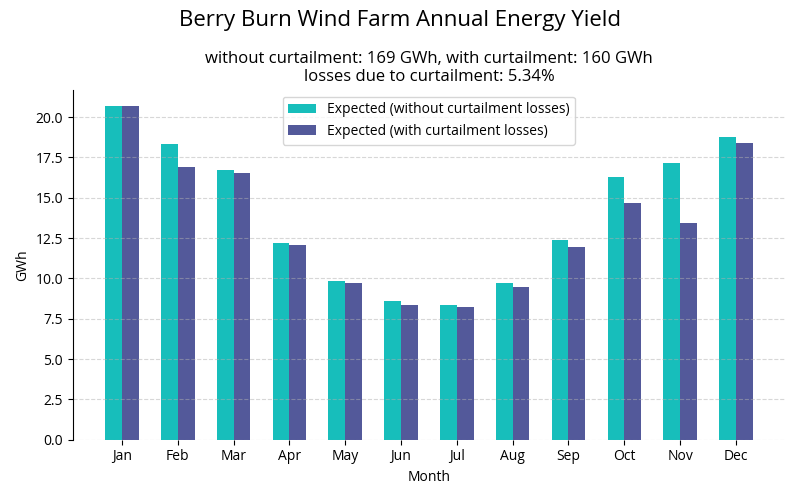 Berry Burn Wind Farm Annual Energy Yield
without curtailment: 169 GWh, with curtailment: 160 GWh
losses due to curtailment: 5.34%
Expected (without curtailment losses)
Expected (with curtailment losses)
GWh
20.0
17.5
15.0
12.5
10.0
7.5
5.0
2.5
0.0
Jan Feb Mar Apr May Jun Jul Aug Sep Oct Nov Dec
Month